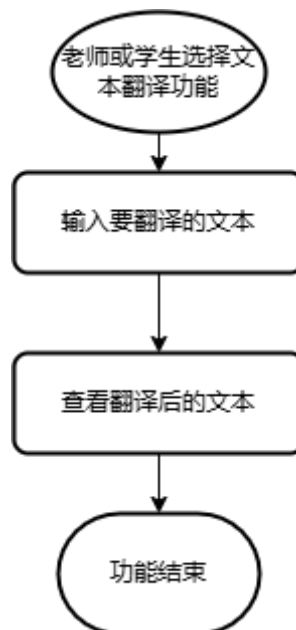 老师或学生选择文
本翻译功能
输入要翻译的文本
查看翻译后的文本
功能结束